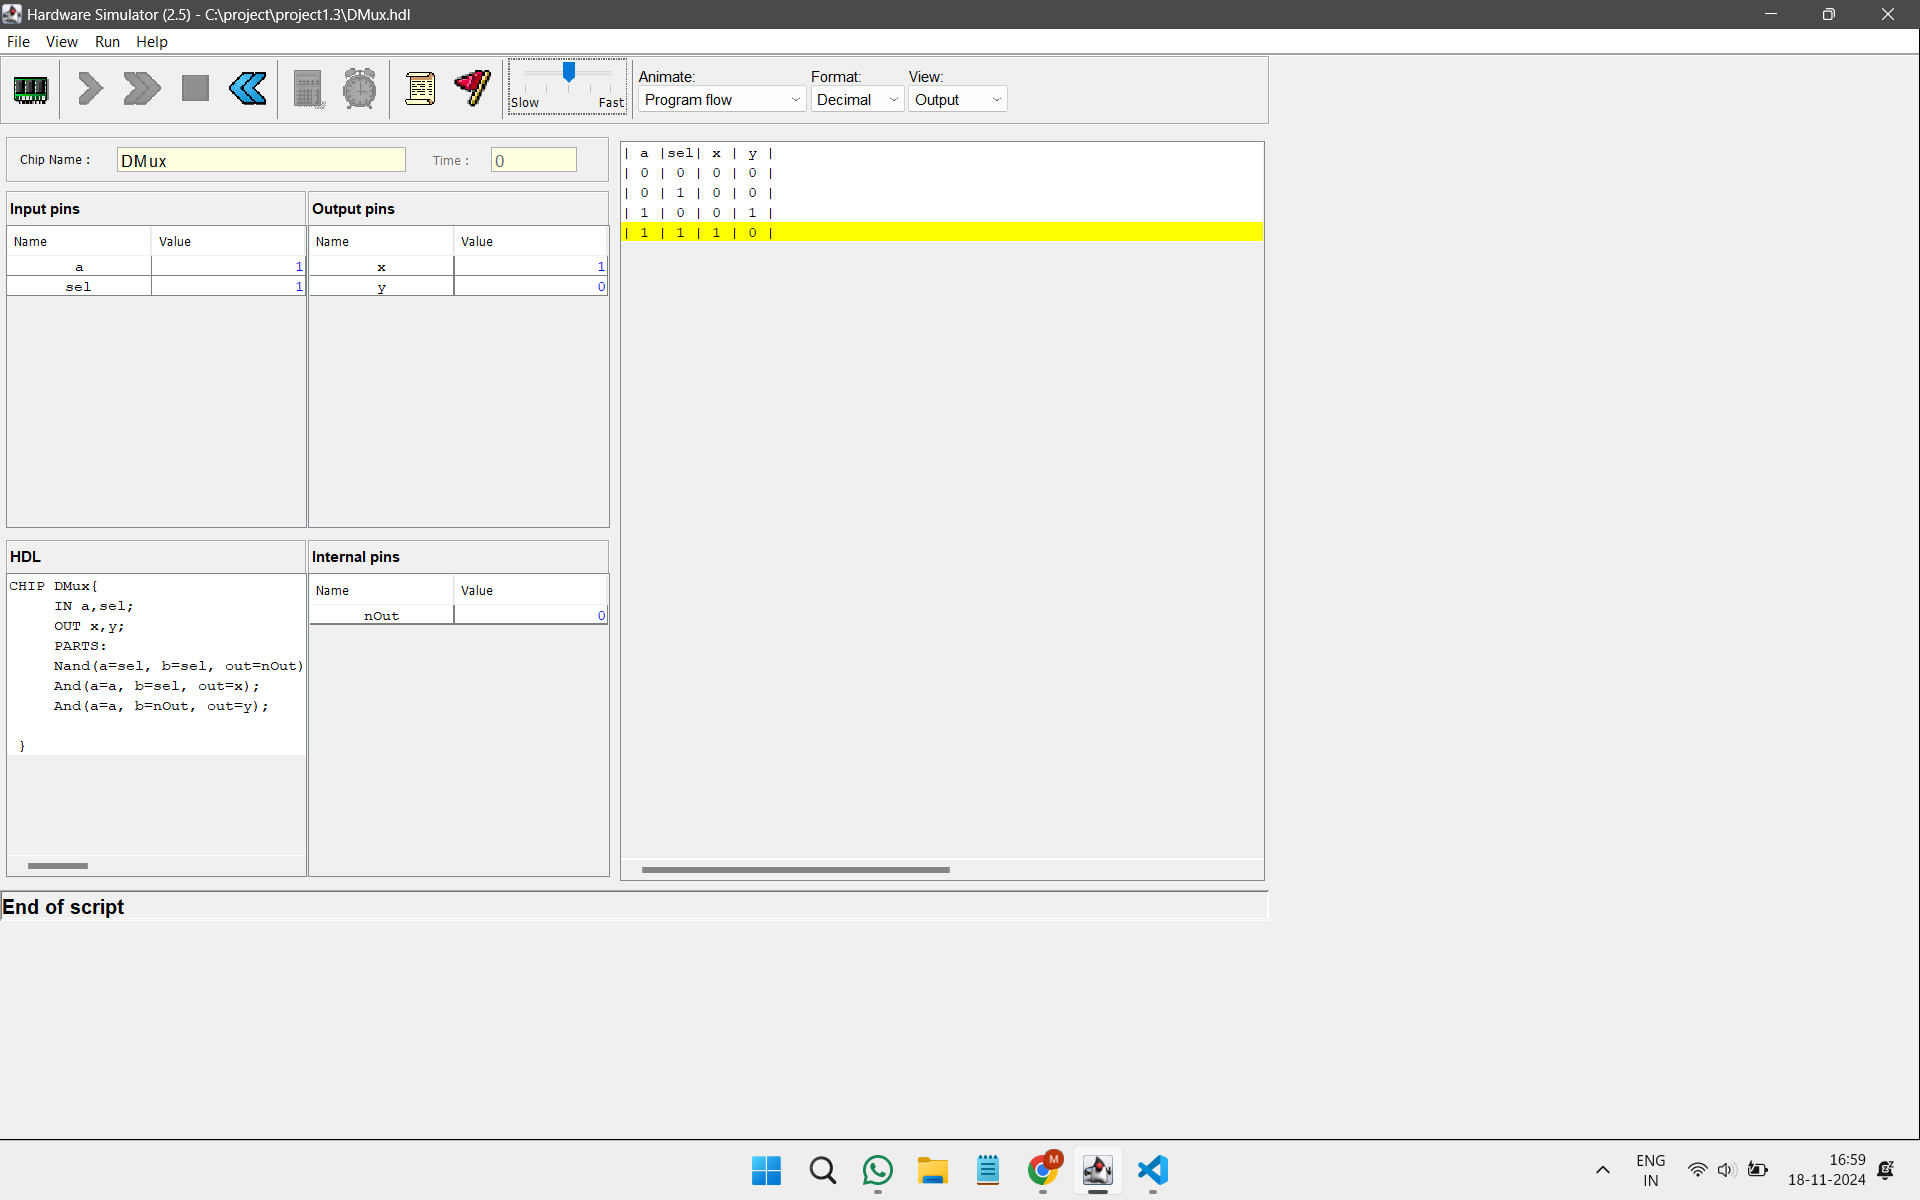 Hardware Simulator (2.5) - C:\project\project1.3\DMux.hdl
File View Run Help
Slow Fast
Animate: Format: View:
Program flow Decimal Output
Chip Name : DMux Time : 0
Input pins
Name Value
a 1
sel 1
Output pins
Name Value
x 1
y 0
| a |sel| x | y |
| 0 | 0 | 0 | 0 |
| 0 | 1 | 0 | 0 |
| 1 | 0 | 0 | 1 |
| 1 | 1 | 1 | 0 |
HDL
CHIP DMux{
IN a,sel;
OUT x,y;
PARTS:
Nand(a=sel, b=sel, out=nOut)
And(a=a, b=sel, out=x);
And(a=a, b=nOut, out=y);
}
Internal pins
Name Value
nOut 0
End of script
M
ENG
IN
16:59
18-11-2024